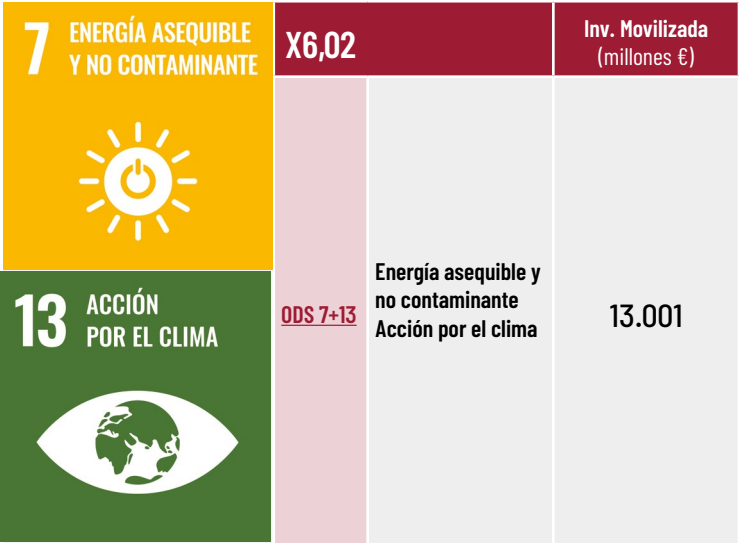 7
ENERGÍA ASEQUIBLE
Y NO CONTAMINANTE
13
ACCIÓN
POR EL CLIMA
X6,02
Inv. Movilizada
(millones €)
ODS 7+13
Energía asequible y
no contaminante
Acción por el clima
13.001